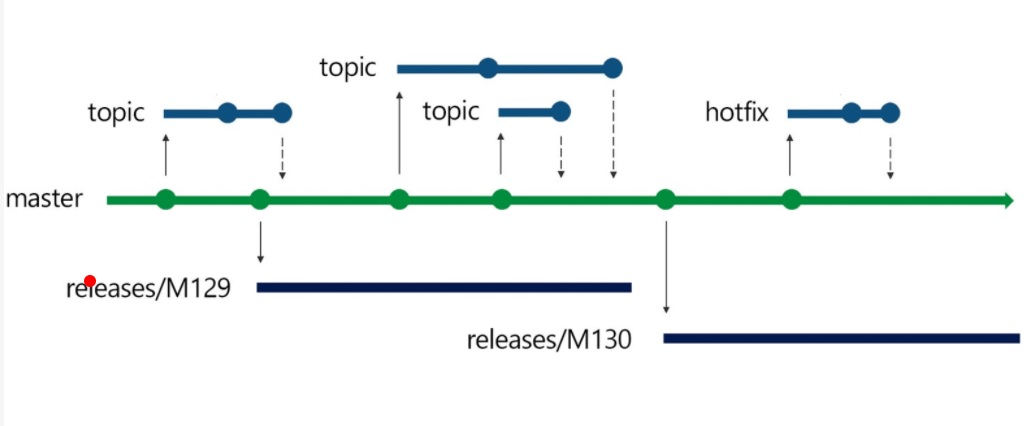 topic
topic
topic
hotfix
master
releases/M129
releases/M130